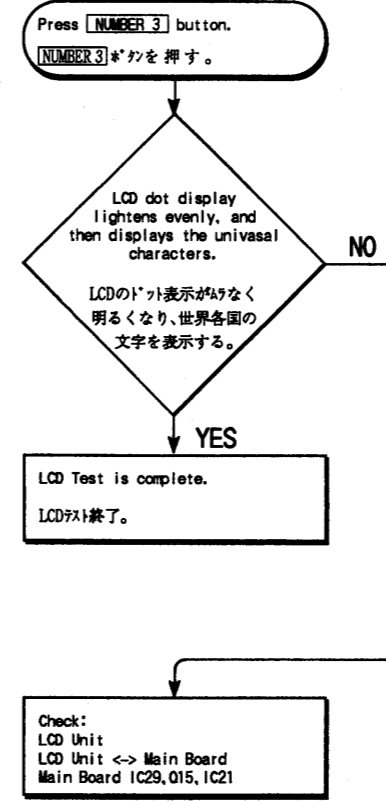 Press NUMBER 3 button.
NUMBER 3 ﾎﾞﾀﾝを押す。
LCD dot display
lightens evenly, and
then displays the univasal
characters.
LCDのﾄﾞｯﾄ表示がﾑﾗなく
明るくなり、世界各国の
文字を表示する。
NO
YES
LCD Test is complete.
LCDﾃｽﾄ終了。
Check:
LCD Unit
LCD Unit <-> Main Board
Main Board IC29,Q15,IC21